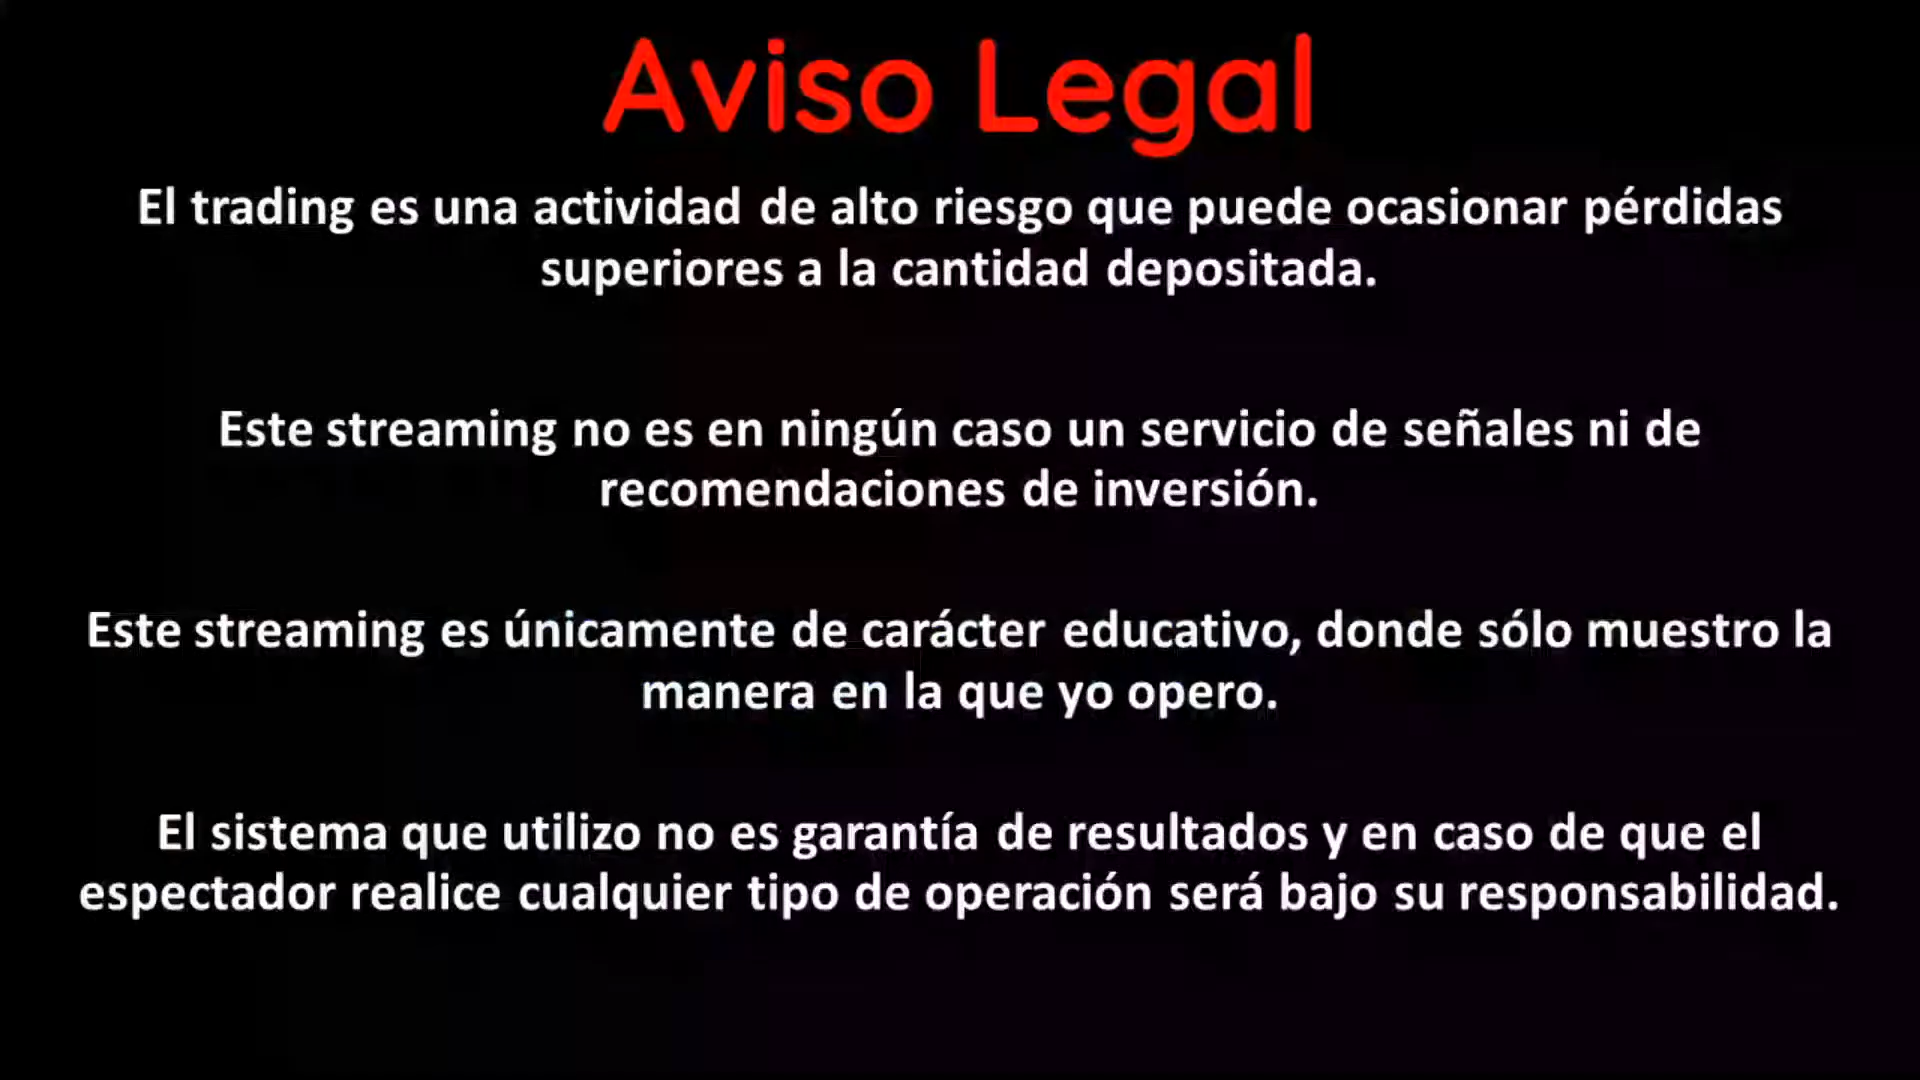 Aviso Legal
El trading es una actividad de alto riesgo que puede ocasionar pérdidas
superiores a la cantidad depositada.
Este streaming no es en ningún caso un servicio de señales ni de
recomendaciones de inversión.
Este streaming es únicamente de carácter educativo, donde sólo muestro la
manera en la que yo opero.
El sistema que utilizo no es garantía de resultados y en caso de que el
espectador realice cualquier tipo de operación será bajo su responsabilidad.